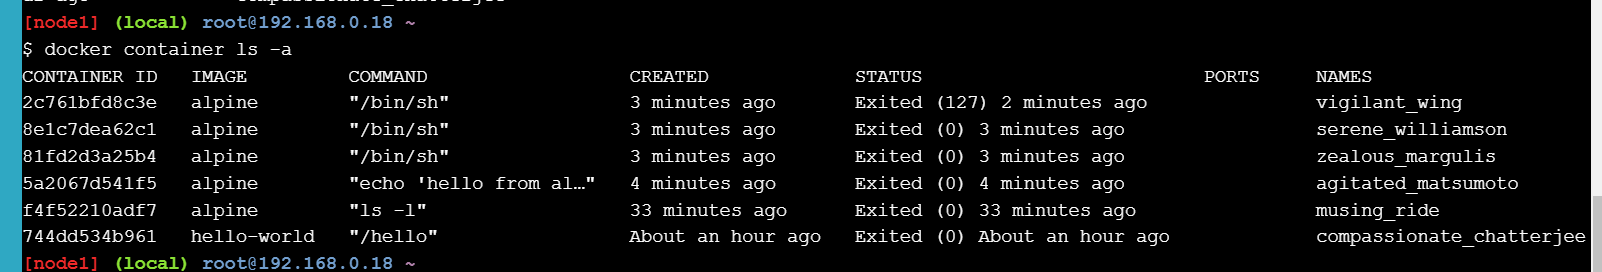 [node1] (local) root@192.168.0.18 ~
$ docker container ls -a
CONTAINER ID   IMAGE         COMMAND                  CREATED             STATUS                         PORTS     NAMES
2c761bfd8c3e   alpine        "/bin/sh"                3 minutes ago       Exited (127) 2 minutes ago               vigilant_wing
8e1c7dea62c1   alpine        "/bin/sh"                3 minutes ago       Exited (0) 3 minutes ago                 serene_williamson
81fd2d3a25b4   alpine        "/bin/sh"                3 minutes ago       Exited (0) 3 minutes ago                 zealous_margulis
5a2067d541f5   alpine        "echo 'hello from al…"   4 minutes ago       Exited (0) 4 minutes ago                 agitated_matsumoto
f4f52210adf7   alpine        "ls -l"                  33 minutes ago      Exited (0) 33 minutes ago                musing_ride
744dd534b961   hello-world   "/hello"                 About an hour ago   Exited (0) About an hour ago             compassionate_chatterjee
[node1] (local) root@192.168.0.18 ~